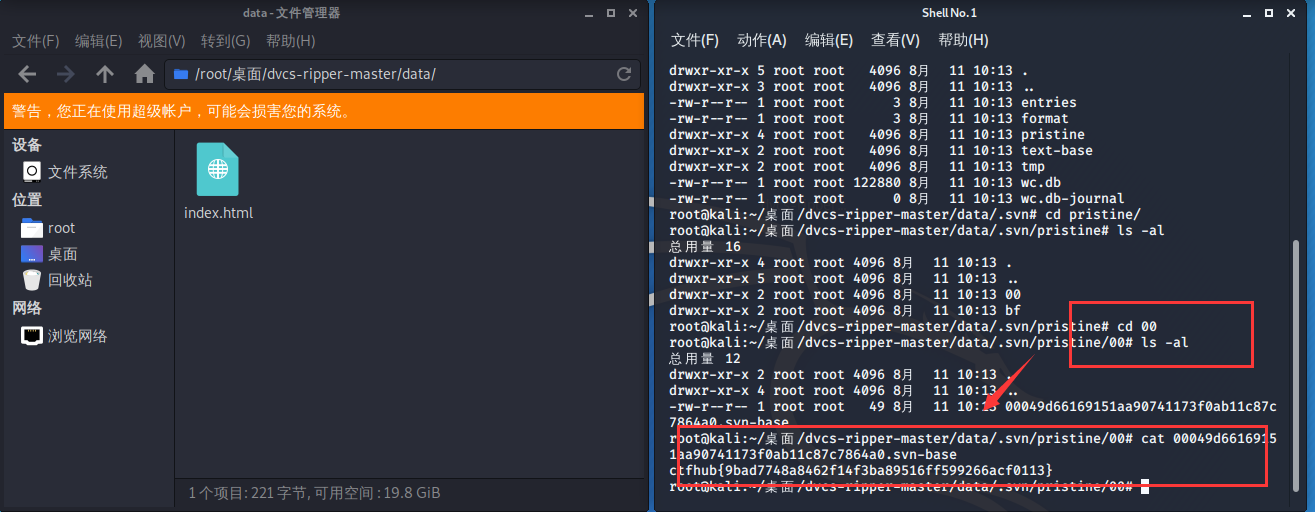 data - 文件管理器
文件(F) 编辑(E) 视图(V) 转到(G) 帮助(H)
/root/桌面/dvcs-ripper-master/data/
警告，您正在使用超级帐户，可能会损害您的系统。
设备
文件系统
位置
root
桌面
回收站
网络
浏览网络
index.html
1 个项目: 221 字节, 可用空间 : 19.8 GiB
Shell No. 1
文件(F) 动作(A) 编辑(E) 查看(V) 帮助(H)
drwxr-xr-x 5 root root   4096 8月  11 10:13 .
drwxr-xr-x 3 root root   4096 8月  11 10:13 ..
-rw-r--r-- 1 root root      3 8月  11 10:13 entries
-rw-r--r-- 1 root root      3 8月  11 10:13 format
drwxr-xr-x 4 root root   4096 8月  11 10:13 pristine
drwxr-xr-x 2 root root   4096 8月  11 10:13 text-base
drwxr-xr-x 2 root root   4096 8月  11 10:13 tmp
-rw-r--r-- 1 root root 122880 8月  11 10:13 wc.db
-rw-r--r-- 1 root root      0 8月  11 10:13 wc.db-journal
root@kali:~/桌面/dvcs-ripper-master/data/.svn# cd pristine/
root@kali:~/桌面/dvcs-ripper-master/data/.svn/pristine# ls -al
总用量 16
drwxr-xr-x 4 root root 4096 8月  11 10:13 .
drwxr-xr-x 5 root root 4096 8月  11 10:13 ..
drwxr-xr-x 2 root root 4096 8月  11 10:13 00
drwxr-xr-x 2 root root 4096 8月  11 10:13 bf
root@kali:~/桌面/dvcs-ripper-master/data/.svn/pristine# cd 00
root@kali:~/桌面/dvcs-ripper-master/data/.svn/pristine/00# ls -al
总用量 12
drwxr-xr-x 2 root root 4096 8月  11 10:13 .
drwxr-xr-x 4 root root 4096 8月  11 10:13 ..
-rw-r--r-- 1 root root   49 8月  11 10:13 00049d66169151aa90741173f0ab11c87c
7864a0.svn-base
root@kali:~/桌面/dvcs-ripper-master/data/.svn/pristine/00# cat 00049d6616915
1aa90741173f0ab11c87c7864a0.svn-base
ctfhub{9bad7748a8462f14f3ba89516ff599266acf0113}
root@kali:~/桌面/dvcs-ripper-master/data/.svn/pristine/00#